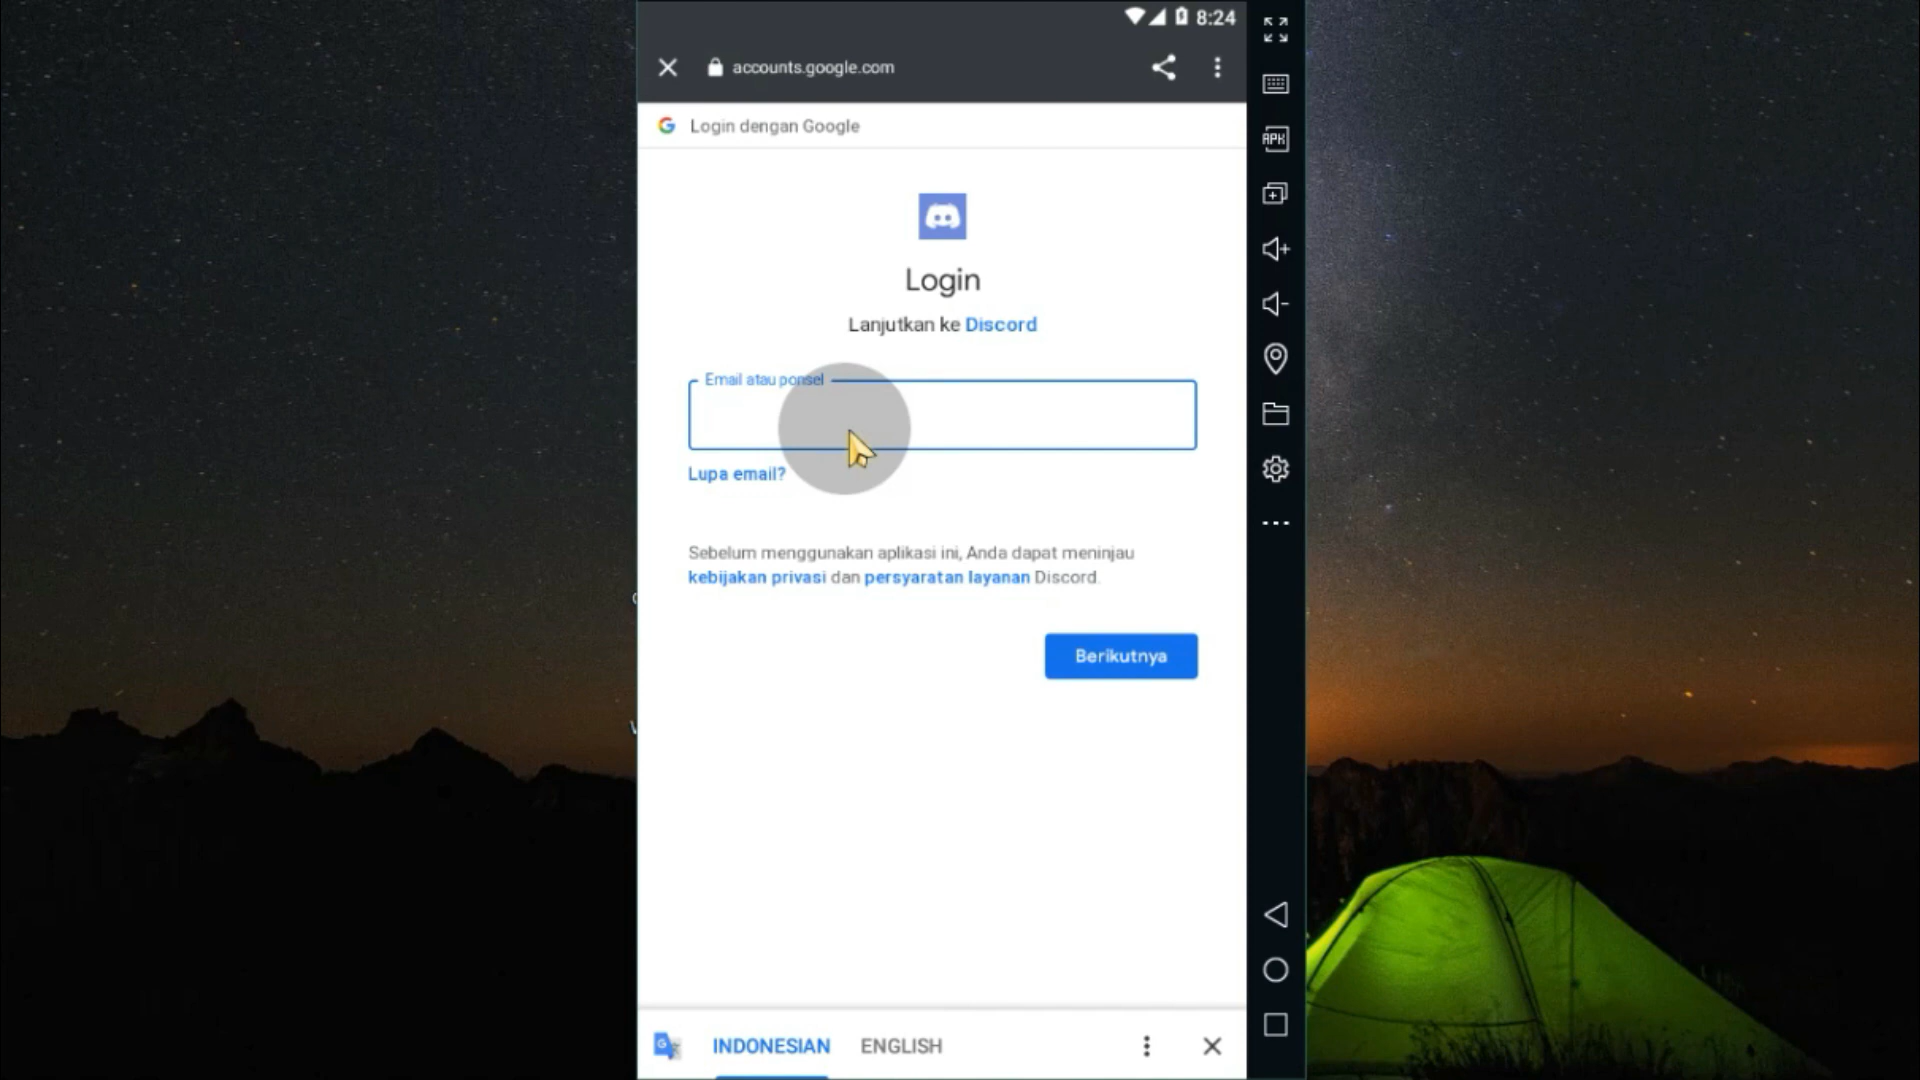 8:24
accounts.google.com
Login dengan Google
Login
Lanjutkan ke Discord
Email atau ponsel
Lupa email?
Sebelum menggunakan aplikasi ini, Anda dapat meninjau
kebijakan privasi dan persyaratan layanan Discord.
Berikutnya
INDONESIAN ENGLISH
APK